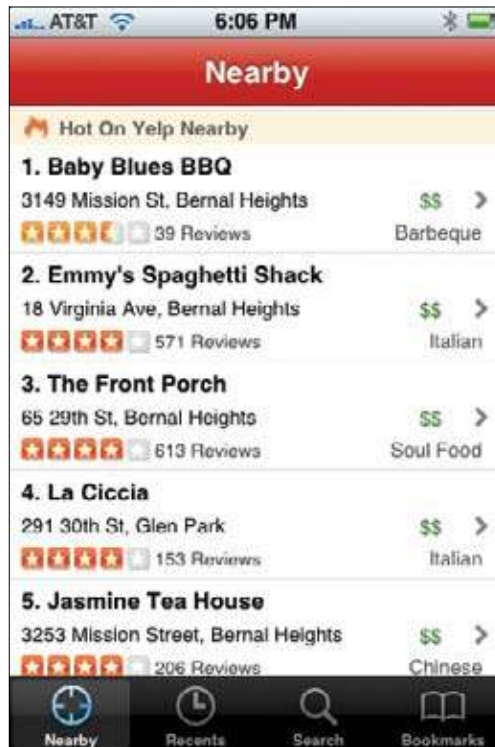 AT&T 6:06 PM
Nearby
Hot On Yelp Nearby
1. Baby Blues BBQ
3149 Mission St, Bernal Heights $$
39 Reviews Barbeque
2. Emmy's Spaghetti Shack
18 Virginia Ave, Bernal Heights $$
571 Reviews Italian
3. The Front Porch
65 29th St, Bernal Heights $$
613 Reviews Soul Food
4. La Ciccia
291 30th St, Glen Park $$
153 Reviews Italian
5. Jasmine Tea House
3253 Mission Street, Bernal Heights $$
206 Reviews Chinese
Nearby Recents Search Bookmarks